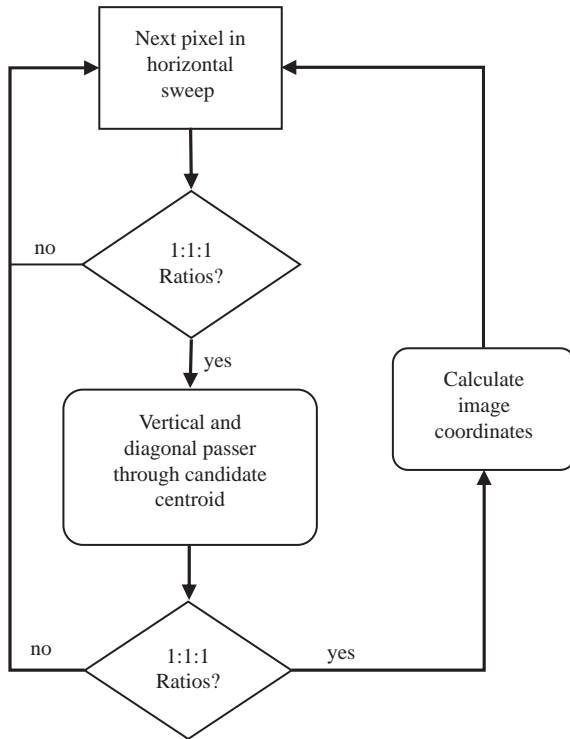 Next pixel in
horizontal
sweep
no
1:1:1
Ratios?
yes
Vertical and
diagonal passer
through candidate
centroid
Calculate
image
coordinates
no
1:1:1
Ratios?
yes